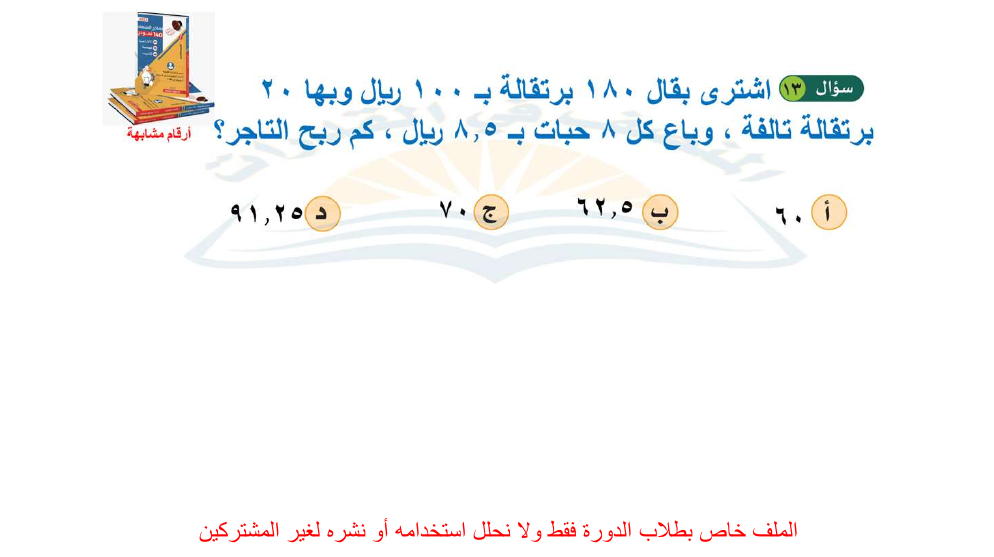 سؤال ١٣ اشترى بقال ١٨٠ برتقالة بـ ١٠٠ ريال وبها ٢٠
برتقالة تالفة ، وباع كل ٨ حبات بـ ٨,٥ ريال ، كم ربح التاجر؟
أ ٦٠
ب ٦٢,٥
ج ٧٠
د ٩١,٢٥
أرقام مشابهة
الملف خاص بطلاب الدورة فقط ولا نحلل استخدامه أو نشره لغير المشتركين